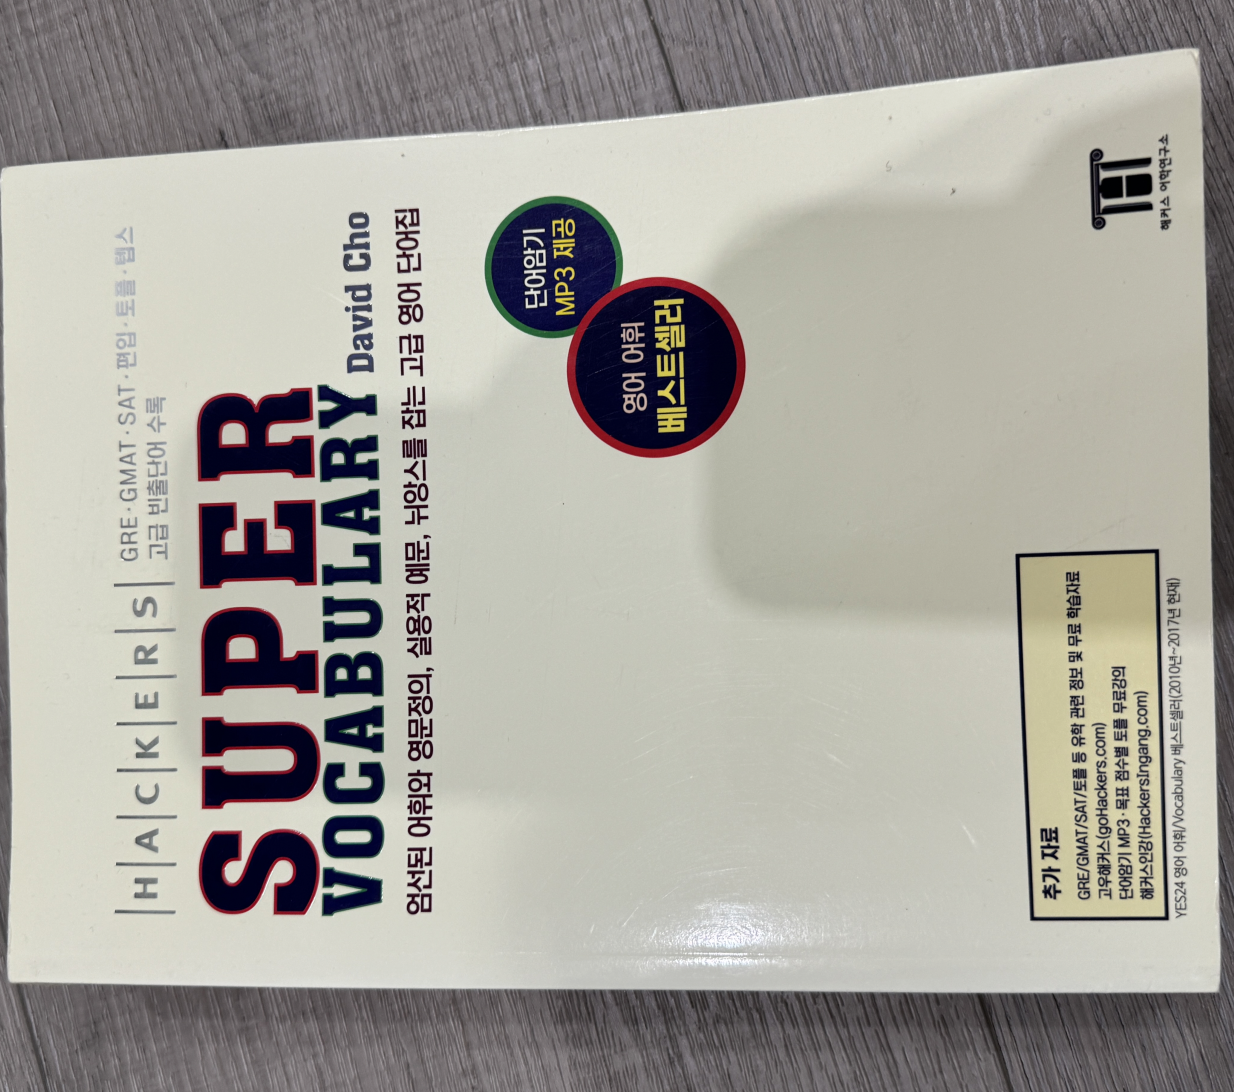 HACKERS
GRE·GMAT·SAT·편입·토플·텝스
고급 빈출단어 수록
SUPER
VOCABULARY David Cho
엄선된 어휘와 영문정의, 실용적 예문, 뉘앙스를 잡는 고급 영어 단어집
단어암기
MP3 제공
영어 어휘
베스트셀러
추가 자료
GRE/GMAT/SAT/토플 등 유학 관련 정보 및 무료 학습자료
고우해커스(goHackers.com)
단어암기 MP3·목표 점수별 토플 무료강의
해커스인강(HackersIngang.com)
YES24 영어 어휘/Vocabulary 베스트셀러(2010년~2017년 현재)
해커스 어학연구소